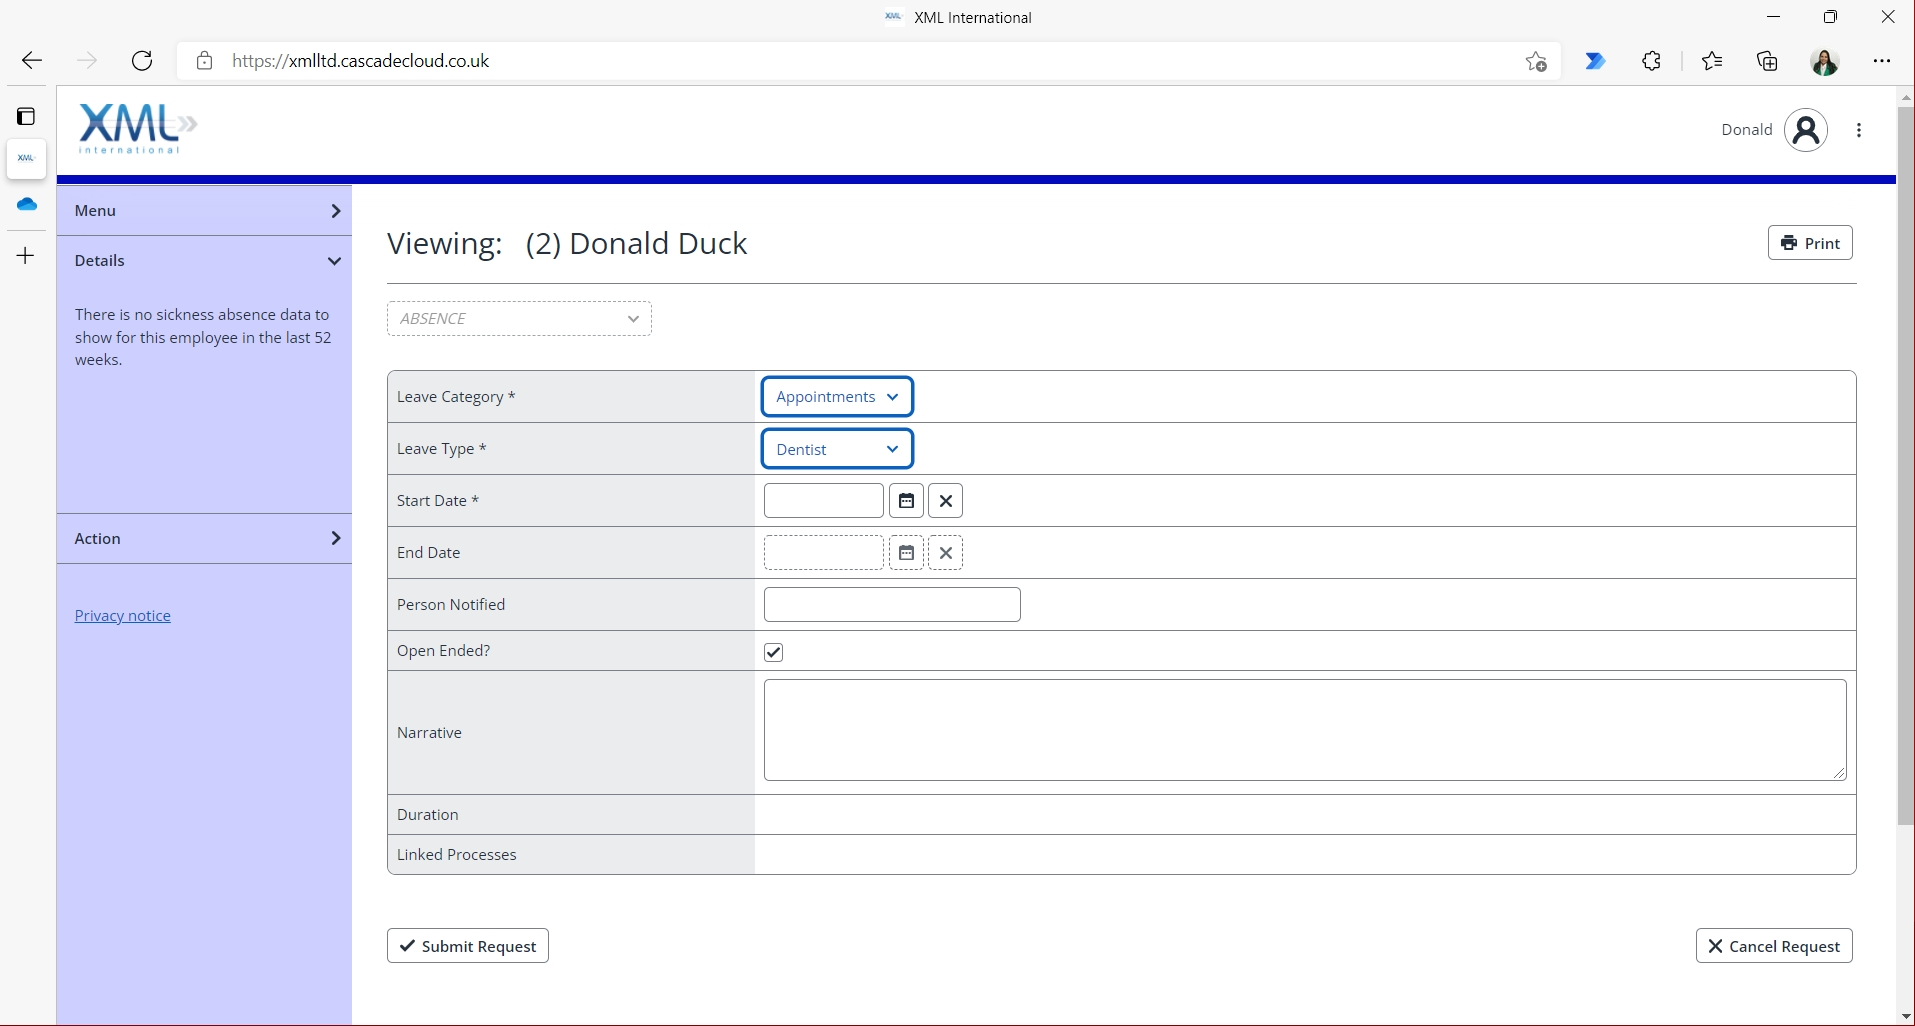 XML International
https://xmlltd.cascadecloud.co.uk
XML
international
Donald
XML
Menu
Details
There is no sickness absence data to
show for this employee in the last 52
weeks.
Action
Privacy notice
Viewing: (2) Donald Duck
Print
ABSENCE
Leave Category *
Appointments
Leave Type *
Dentist
Start Date *
End Date
Person Notified
Open Ended?
Narrative
Duration
Linked Processes
Submit Request
Cancel Request